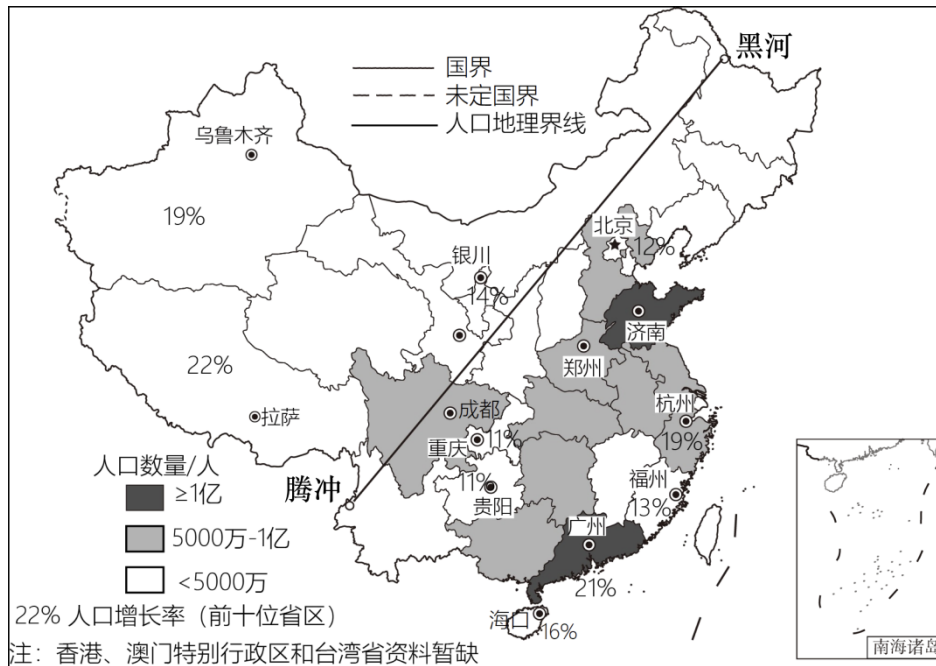 黑河
国界
未定国界
人口地理界线
乌鲁木齐
北京
12%
19%
银川
14%
济南
22%
郑州
拉萨
成都
杭州
重庆
11%
19%
人口数量/人
≥1亿
腾冲
11%
贵阳
福州
13%
5000万-1亿
广州
<5000万
21%
22% 人口增长率（前十位省区）
海口
16%
南海诸岛
注：香港、澳门特别行政区和台湾省资料暂缺